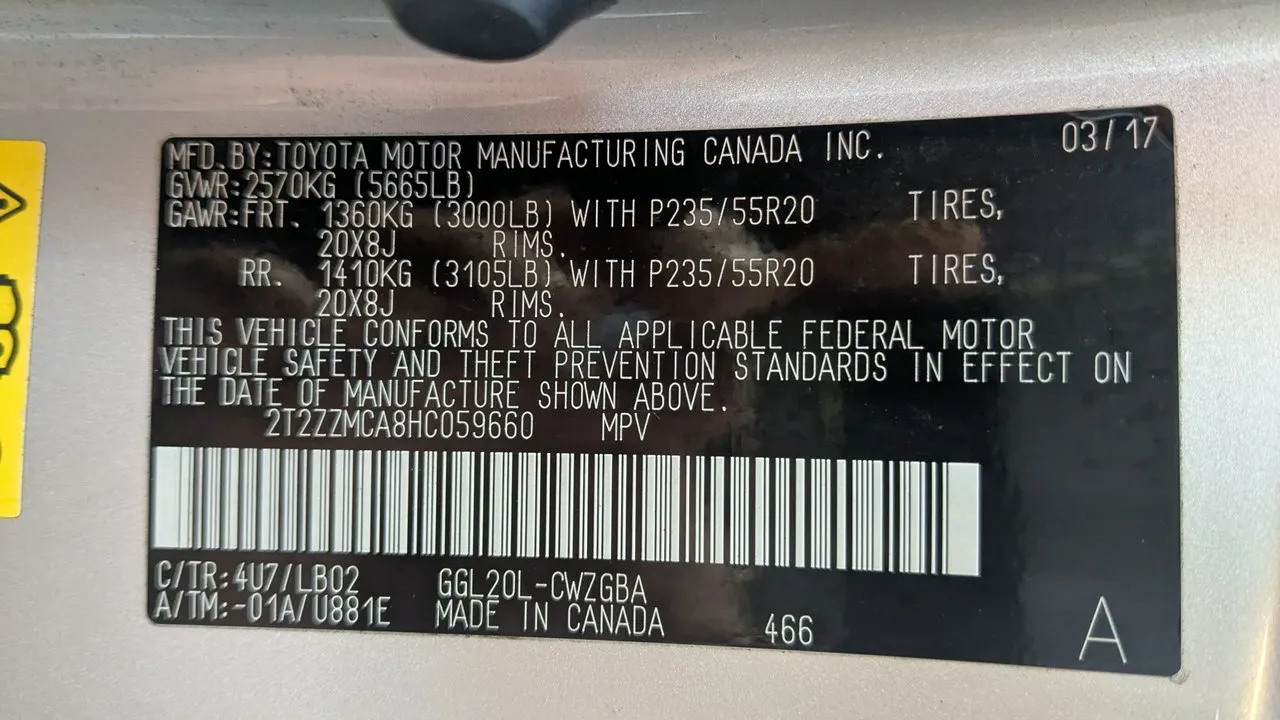 MFD.BY:TOYOTA MOTOR MANUFACTURING CANADA INC. 03/17
GVWR:2570KG (5665LB)
GAWR:FRT. 1360KG (3000LB) WITH P235/55R20 TIRES,
20X8J RIMS.
RR. 1410KG (3105LB) WITH P235/55R20 TIRES,
20X8J RIMS.
THIS VEHICLE CONFORMS TO ALL APPLICABLE FEDERAL MOTOR
VEHICLE SAFETY AND THEFT PREVENTION STANDARDS IN EFFECT ON
THE DATE OF MANUFACTURE SHOWN ABOVE.
2T2ZZMCA8HC059660 MPV
C/TR:4U7/LB02 GGL20L-CWZGBA
A/TM:-01A/U881E MADE IN CANADA 466 A